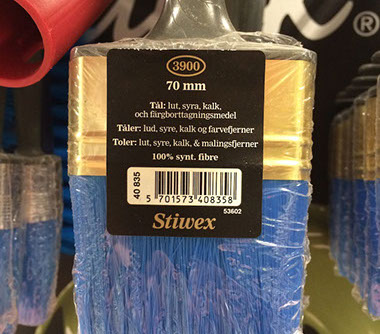 ®
3900
70 mm
Tål: lut, syra, kalk,
och färgborttagningsmedel
Tåler: lud, syre, kalk og farvefjerner
Toler: lut, syre, kalk, & malingsfjerner
100% synt. fibre
40 835
5 701573 408358
53602
Stiwex